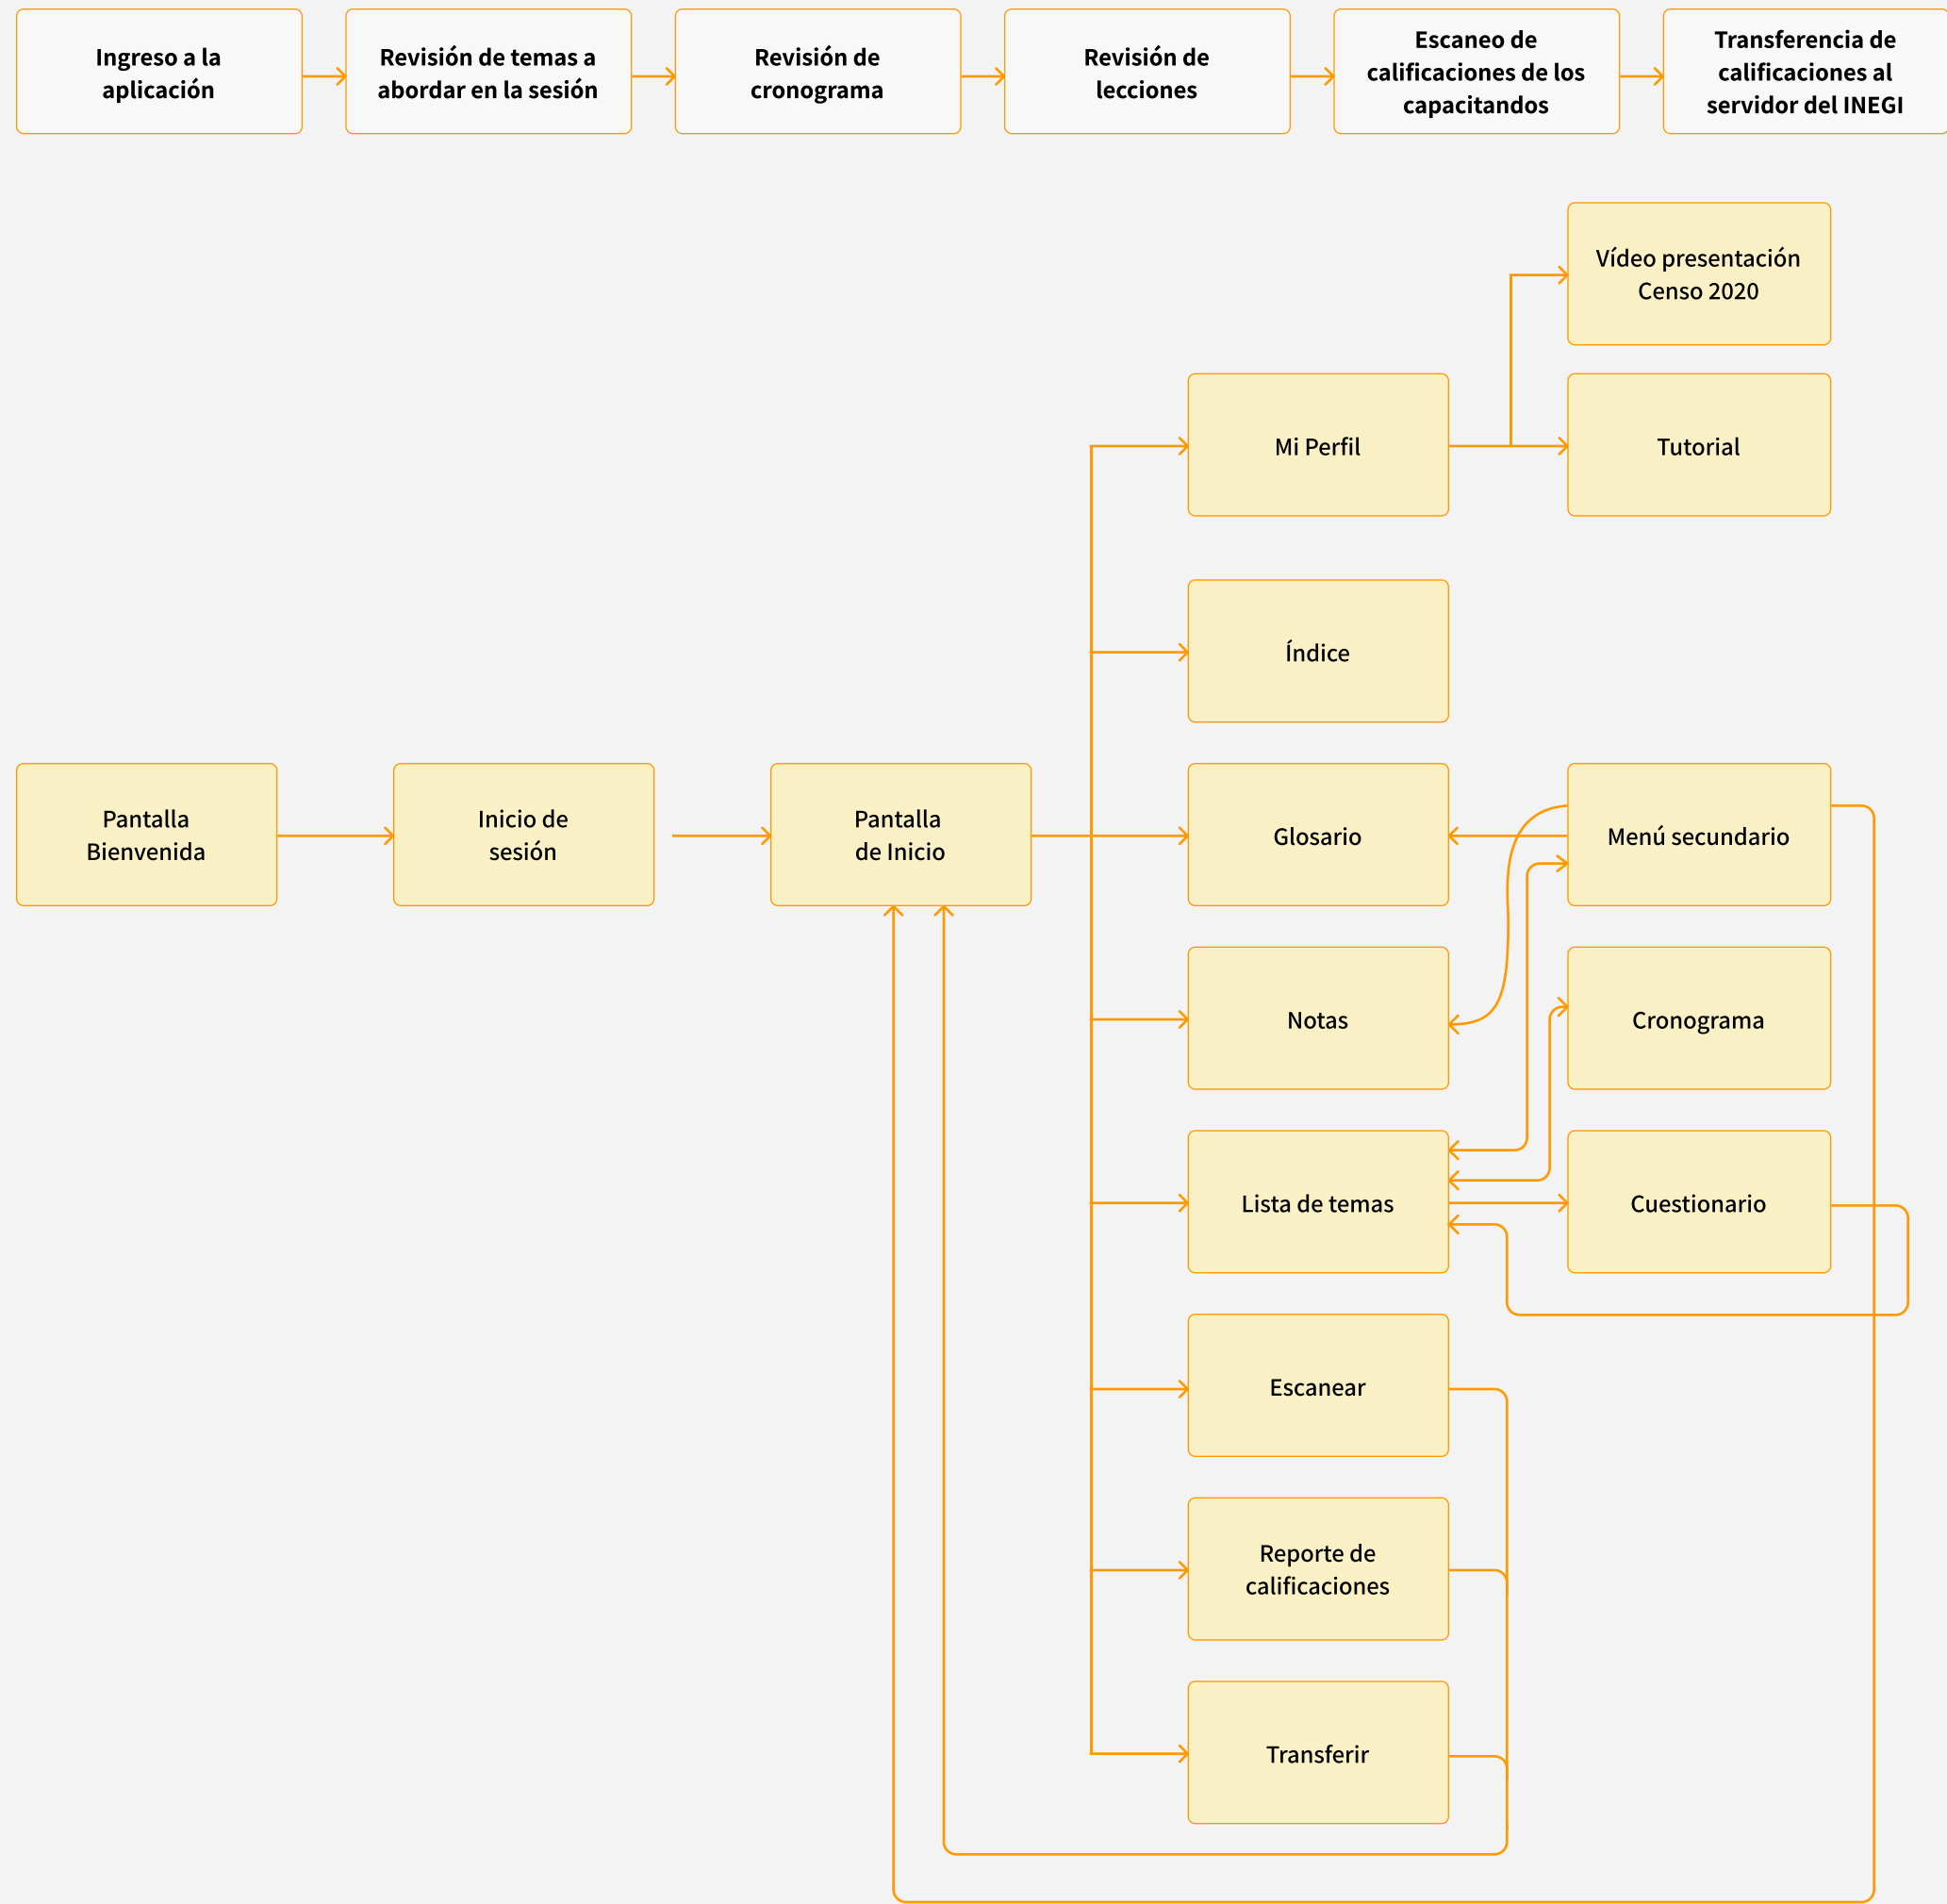 Ingreso a la
aplicación
Revisión de temas a
abordar en la sesión
Revisión de
cronograma
Revisión de
lecciones
Escaneo de
calificaciones de los
capacitandos
Transferencia de
calificaciones al
servidor del INEGI
Vídeo presentación
Censo 2020
Mi Perfil
Tutorial
Índice
Pantalla
Bienvenida
Inicio de
sesión
Pantalla
de Inicio
Glosario
Menú secundario
Notas
Cronograma
Lista de temas
Cuestionario
Escanear
Reporte de
calificaciones
Transferir